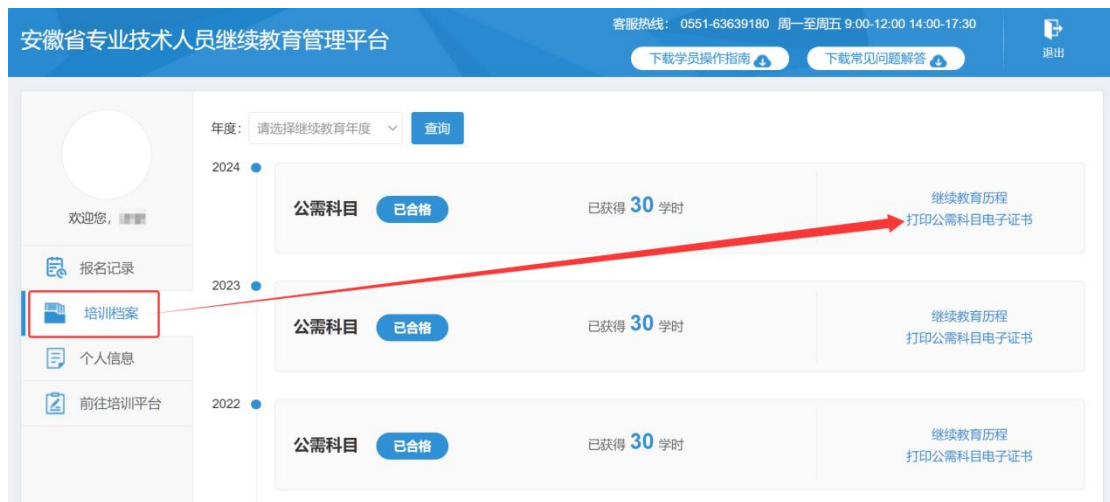 安徽省专业技术人员继续教育管理平台
客服热线： 0551-63639180 周一至周五 9:00-12:00 14:00-17:30
下载学员操作指南
下载常见问题解答
退出
欢迎您，
报名记录
培训档案
个人信息
前往培训平台
年度： 请选择继续教育年度 查询
2024
公需科目 已合格 已获得 30 学时
继续教育历程
打印公需科目电子证书
2023
公需科目 已合格 已获得 30 学时
继续教育历程
打印公需科目电子证书
2022
公需科目 已合格 已获得 30 学时
继续教育历程
打印公需科目电子证书